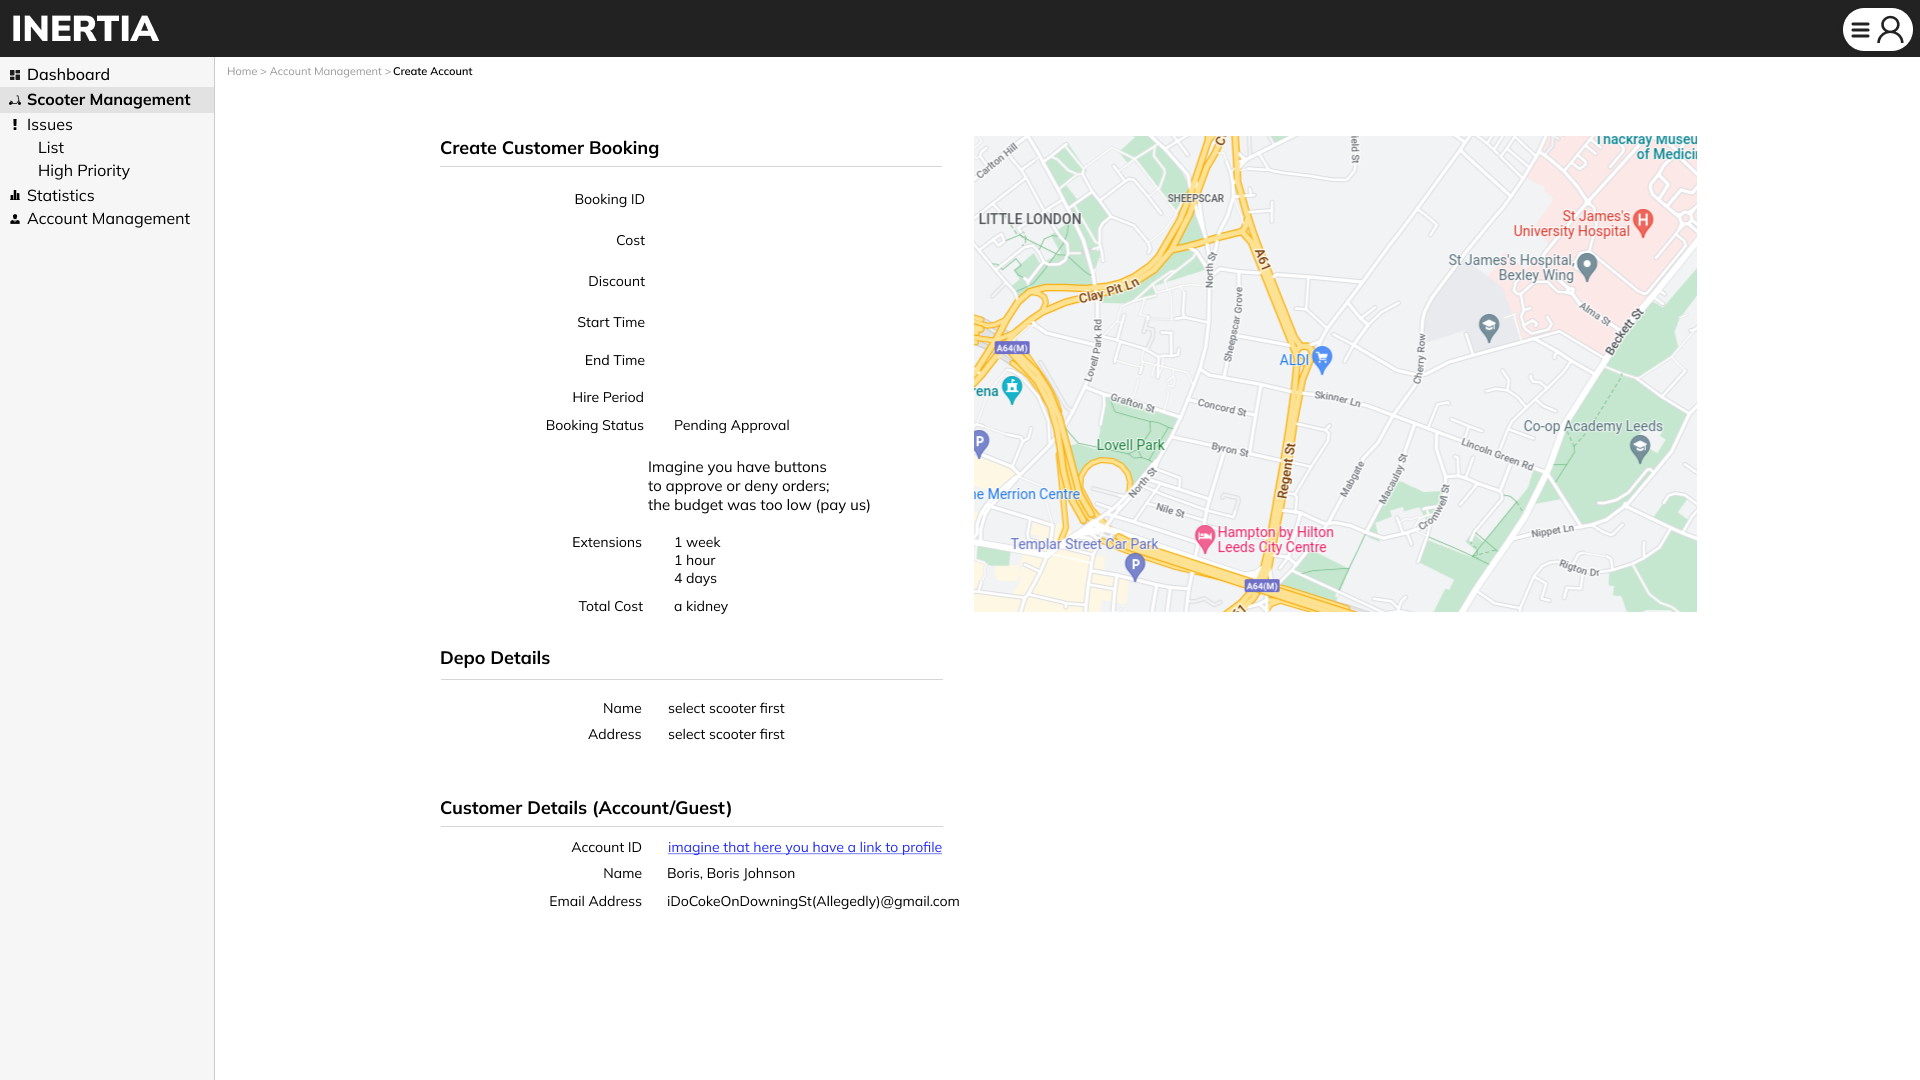 INERTIA
Dashboard
Scooter Management
Issues
List
High Priority
Statistics
Account Management
Home > Account Management > Create Account
Create Customer Booking
Booking ID
Cost
Discount
Start Time
End Time
Hire Period
Booking Status Pending Approval
Imagine you have buttons
to approve or deny orders;
the budget was too low (pay us)
Extensions 1 week
1 hour
4 days
Total Cost a kidney
Depo Details
Name select scooter first
Address select scooter first
Customer Details (Account/Guest)
Account ID imagine that here you have a link to profile
Name Boris, Boris Johnson
Email Address iDoCokeOnDowningSt(Allegedly)@gmail.com
Carlton Hill
SHEEPSCAR
LITTLE LONDON
Thackray Museu
of Medicin
St James's
University Hospital
St James's Hospital,
Bexley Wing
North St
A61
Clay Pit Ln
Sheepscar Grove
Alma St
Beckett St
Lovell Park Rd
A64(M)
ALDI
Cherry Row
ena
Grafton St
Concord St
Skinner Ln
P
Lovell Park
Byron St
Co-op Academy Leeds
Lincoln Green Rd
Regent St
Mabgate
Macaulay St
North St
ne Merrion Centre
Cromwell St
Nile St
Hampton by Hilton
Leeds City Centre
Nippet Ln
Templar Street Car Park
P
Rigton Dr
A64(M)
A61